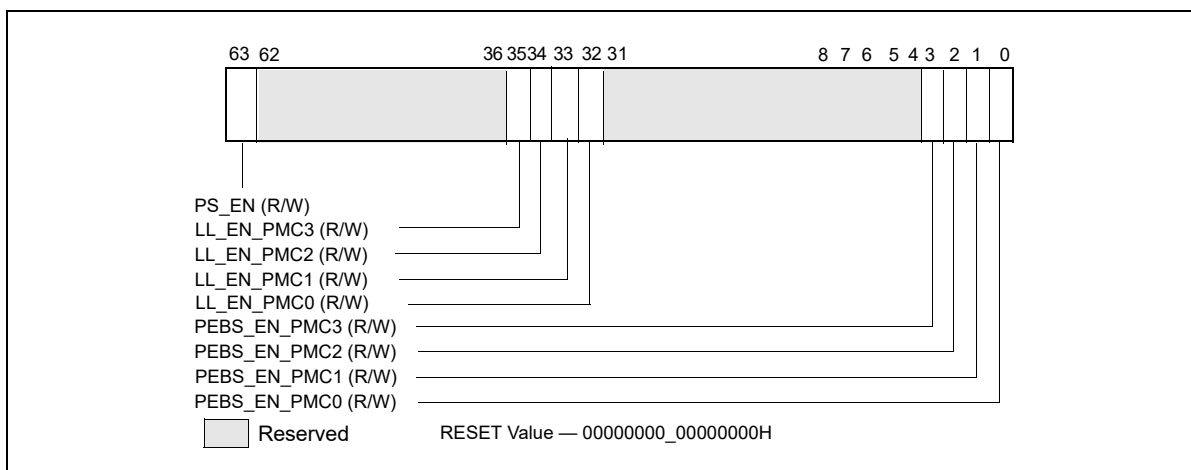 63 62 36 35 34 33 32 31 8 7 6 5 4 3 2 1 0
PS_EN (R/W)
LL_EN_PMC3 (R/W)
LL_EN_PMC2 (R/W)
LL_EN_PMC1 (R/W)
LL_EN_PMC0 (R/W)
PEBS_EN_PMC3 (R/W)
PEBS_EN_PMC2 (R/W)
PEBS_EN_PMC1 (R/W)
PEBS_EN_PMC0 (R/W)
Reserved RESET Value — 00000000_00000000H